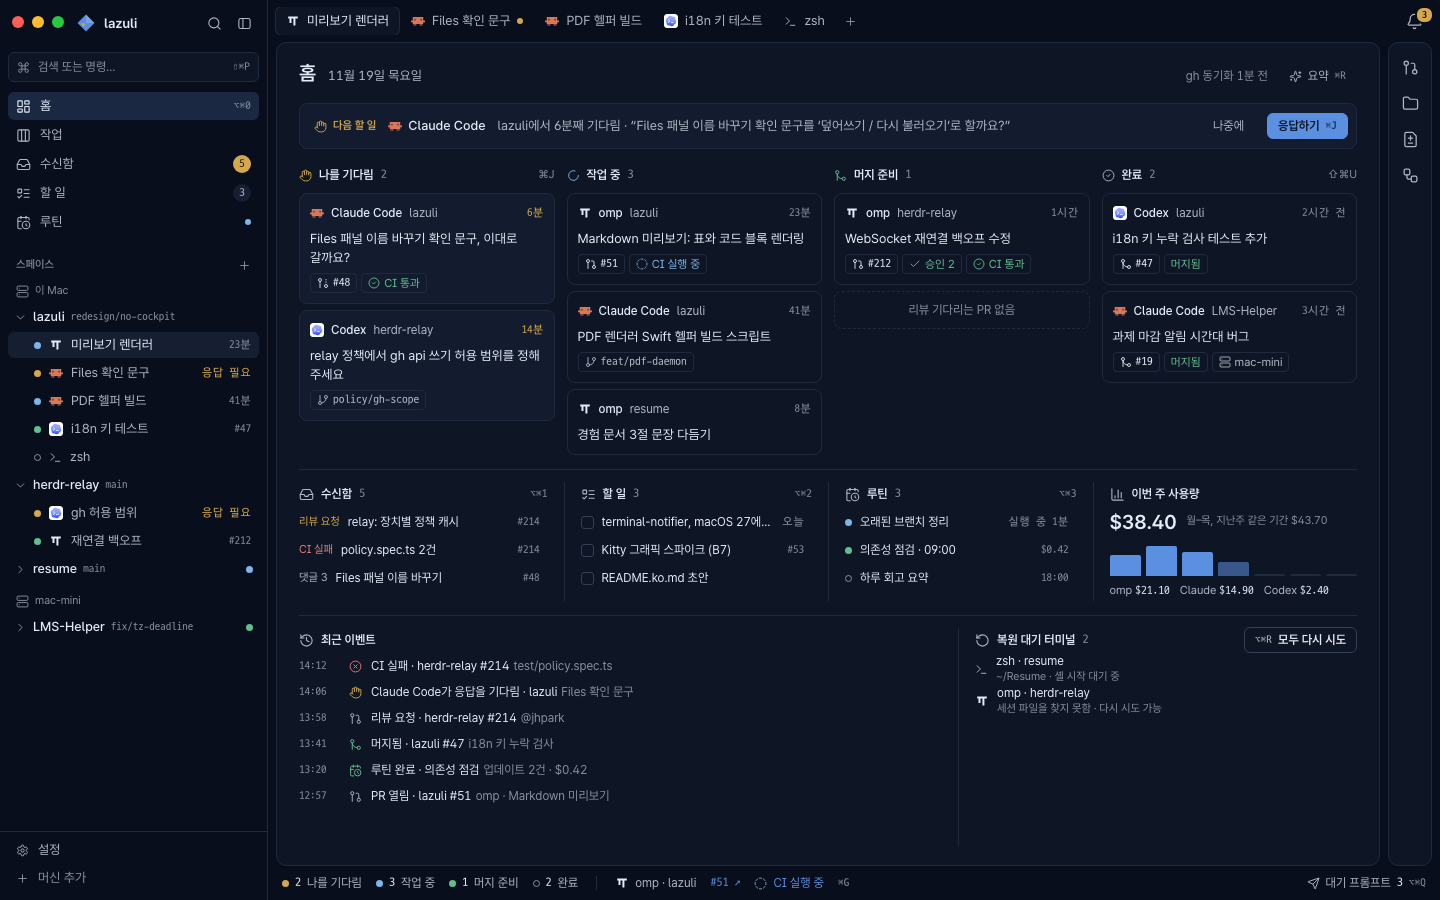 lazuli
검색 또는 명령... ⇧⌘P
홈 ⌥⌘0
작업
수신함 5
할 일 3
루틴
스페이스
이 Mac
lazuli redesign/no-cockpit
미리보기 렌더러 23분
Files 확인 문구 응답 필요
PDF 헬퍼 빌드 41분
i18n 키 테스트 #47
zsh
herdr-relay main
gh 허용 범위 응답 필요
재연결 백오프 #212
resume main
mac-mini
LMS-Helper fix/tz-deadline
설정
머신 추가
미리보기 렌더러
Files 확인 문구
PDF 헬퍼 빌드
i18n 키 테스트
zsh
3
홈 11월 19일 목요일
gh 동기화 1분 전
요약 ⌘R
다음 할 일 Claude Code lazuli에서 6분째 기다림 · “Files 패널 이름 바꾸기 확인 문구를 ‘덮어쓰기 / 다시 불러오기’로 할까요?” 나중에 응답하기 ⌘J
나를 기다림 2 ⌘J
Claude Code lazuli 6분
Files 패널 이름 바꾸기 확인 문구, 이대로
갈까요?
#48 CI 통과
Codex herdr-relay 14분
relay 정책에서 gh api 쓰기 허용 범위를 정해
주세요
policy/gh-scope
작업 중 3
omp lazuli 23분
Markdown 미리보기: 표와 코드 블록 렌더링
#51 CI 실행 중
Claude Code lazuli 41분
PDF 렌더러 Swift 헬퍼 빌드 스크립트
feat/pdf-daemon
omp resume 8분
경험 문서 3절 문장 다듬기
머지 준비 1
omp herdr-relay 1시간
WebSocket 재연결 백오프 수정
#212 승인 2 CI 통과
리뷰 기다리는 PR 없음
완료 2 ⇧⌘U
Codex lazuli 2시간 전
i18n 키 누락 검사 테스트 추가
#47 머지됨
Claude Code LMS-Helper 3시간 전
과제 마감 알림 시간대 버그
#19 머지됨 mac-mini
수신함 5 ⌥⌘1
리뷰 요청 relay: 장치별 정책 캐시 #214
CI 실패 policy.spec.ts 2건 #214
댓글 3 Files 패널 이름 바꾸기 #48
할 일 3 ⌥⌘2
terminal-notifier, macOS 27에... 오늘
Kitty 그래픽 스파이크 (B7) #53
README.ko.md 초안
루틴 3 ⌥⌘3
오래된 브랜치 정리 실행 중 1분
의존성 점검 · 09:00 $0.42
하루 회고 요약 18:00
이번 주 사용량
$38.40 월–목, 지난주 같은 기간 $43.70
omp $21.10 Claude $14.90 Codex $2.40
최근 이벤트
14:12 CI 실패 · herdr-relay #214 test/policy.spec.ts
14:06 Claude Code가 응답을 기다림 · lazuli Files 확인 문구
13:58 리뷰 요청 · herdr-relay #214 @jhpark
13:41 머지됨 · lazuli #47 i18n 키 누락 검사
13:20 루틴 완료 · 의존성 점검 업데이트 2건 · $0.42
12:57 PR 열림 · lazuli #51 omp · Markdown 미리보기
복원 대기 터미널 2 ⌥⌘R 모두 다시 시도
zsh · resume
~/Resume · 셸 시작 대기 중
omp · herdr-relay
세션 파일을 찾지 못함 · 다시 시도 가능
2 나를 기다림 3 작업 중 1 머지 준비 2 완료 omp · lazuli #51 ↗ CI 실행 중 ⌘G
대기 프롬프트 3 ⌥⌘Q